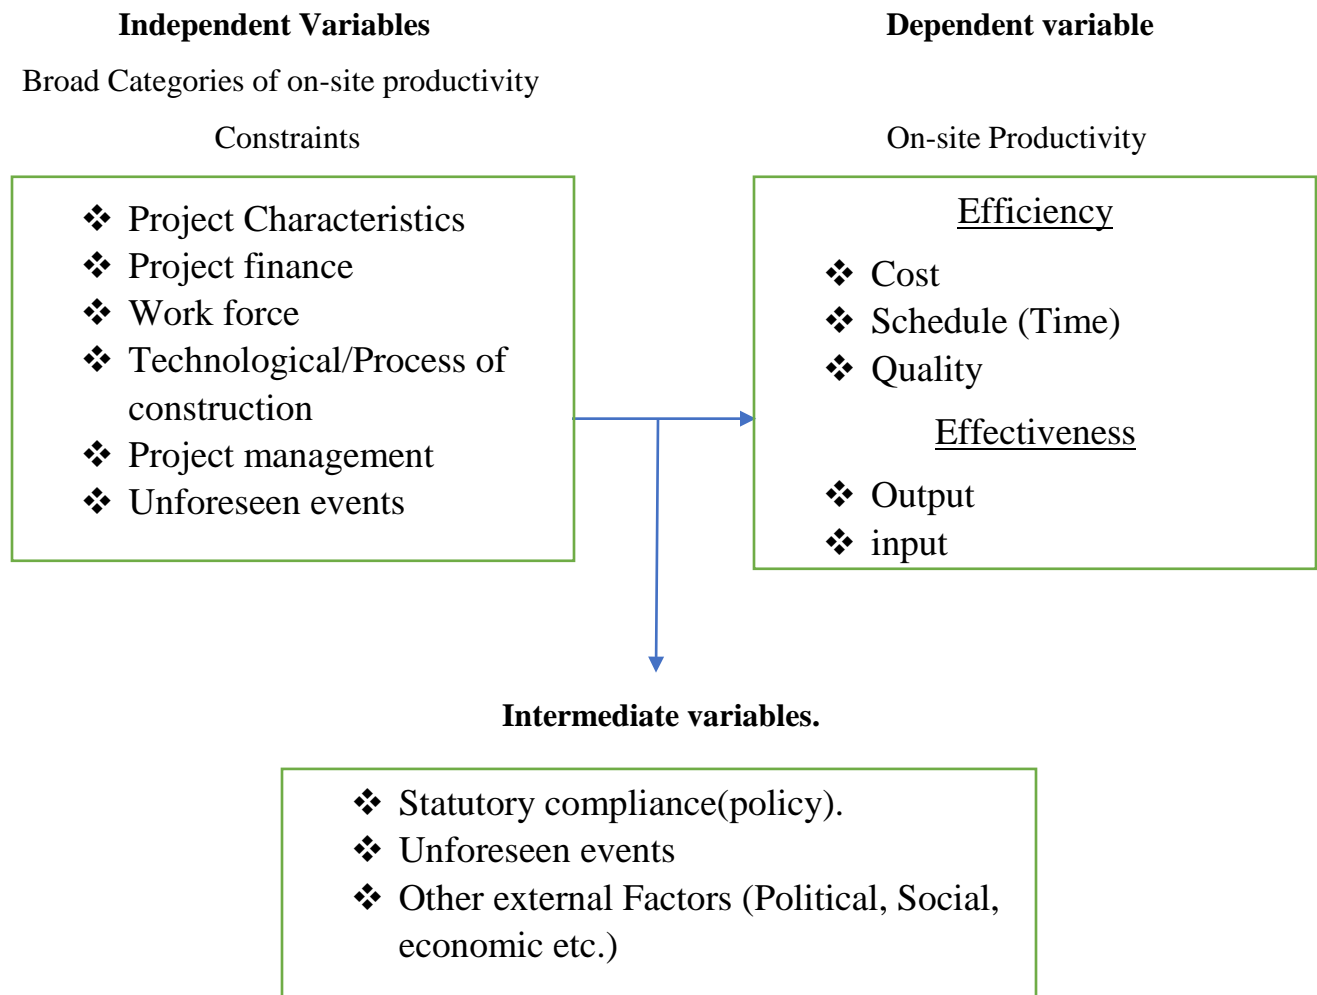 Independent Variables
Broad Categories of on-site productivity
Constraints
❖ Project Characteristics
❖ Project finance
❖ Work force
❖ Technological/Process of
construction
❖ Project management
❖ Unforeseen events
Dependent variable
On-site Productivity
Efficiency
❖ Cost
❖ Schedule (Time)
❖ Quality
Effectiveness
❖ Output
❖ input
Intermediate variables.
❖ Statutory compliance(policy).
❖ Unforeseen events
❖ Other external Factors (Political, Social,
economic etc.)